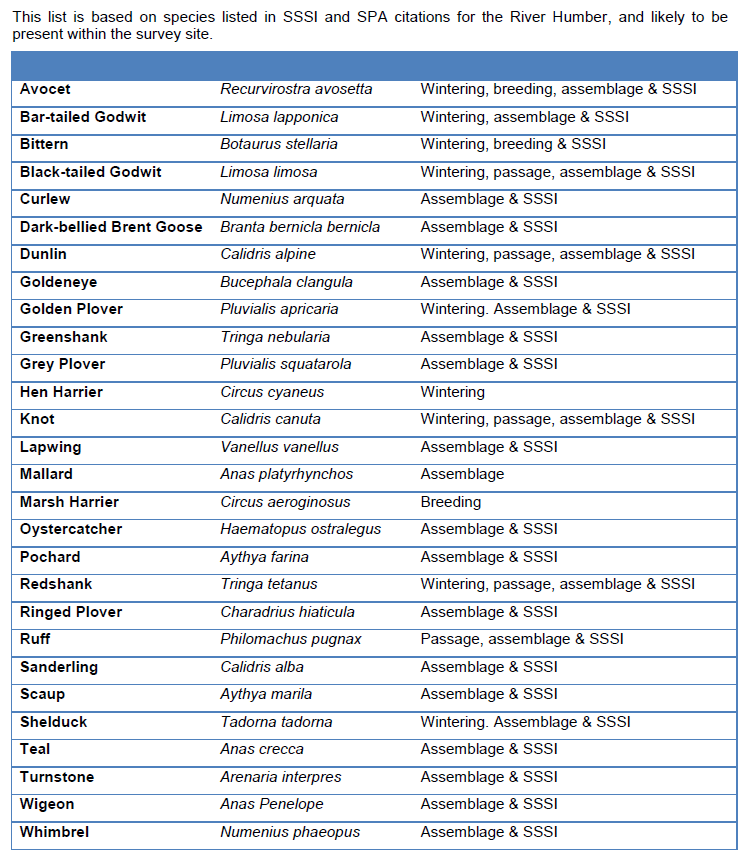 This list is based on species listed in SSSI and SPA citations for the River Humber, and likely to be
present within the survey site.
Avocet Recurvirostra avosetta Wintering, breeding, assemblage & SSSI
Bar-tailed Godwit Limosa lapponica Wintering, assemblage & SSSI
Bittern Botaurus stellaria Wintering, breeding & SSSI
Black-tailed Godwit Limosa limosa Wintering, passage, assemblage & SSSI
Curlew Numenius arquata Assemblage & SSSI
Dark-bellied Brent Goose Branta bernicla bernicla Assemblage & SSSI
Dunlin Calidris alpine Wintering, passage, assemblage & SSSI
Goldeneye Bucephala clangula Assemblage & SSSI
Golden Plover Pluvialis apricaria Wintering. Assemblage & SSSI
Greenshank Tringa nebularia Assemblage & SSSI
Grey Plover Pluvialis squatarola Assemblage & SSSI
Hen Harrier Circus cyaneus Wintering
Knot Calidris canuta Wintering, passage, assemblage & SSSI
Lapwing Vanellus vanellus Assemblage & SSSI
Mallard Anas platyrhynchos Assemblage
Marsh Harrier Circus aeroginosus Breeding
Oystercatcher Haematopus ostralegus Assemblage & SSSI
Pochard Aythya farina Assemblage & SSSI
Redshank Tringa tetanus Wintering, passage, assemblage & SSSI
Ringed Plover Charadrius hiaticula Assemblage & SSSI
Ruff Philomachus pugnax Passage, assemblage & SSSI
Sanderling Calidris alba Assemblage & SSSI
Scaup Aythya marila Assemblage & SSSI
Shelduck Tadorna tadorna Wintering. Assemblage & SSSI
Teal Anas crecca Assemblage & SSSI
Turnstone Arenaria interpres Assemblage & SSSI
Wigeon Anas Penelope Assemblage & SSSI
Whimbrel Numenius phaeopus Assemblage & SSSI